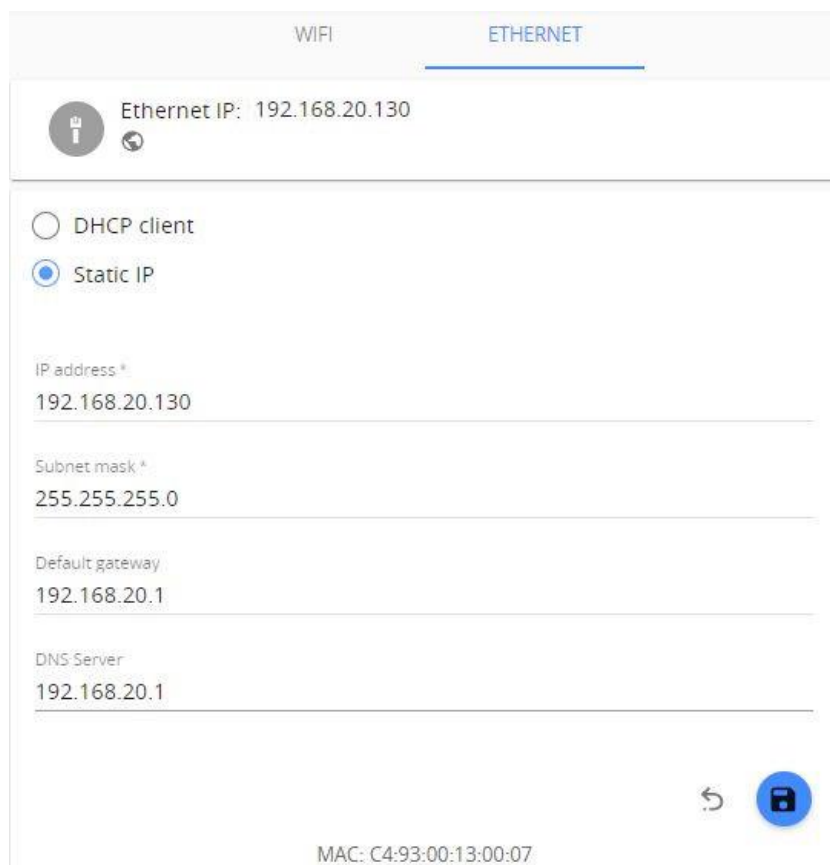 WIFI ETHERNET
Ethernet IP: 192.168.20.130
DHCP client
Static IP
IP address *
192.168.20.130
Subnet mask *
255.255.255.0
Default gateway
192.168.20.1
DNS Server
192.168.20.1
MAC: C4:93:00:13:00:07